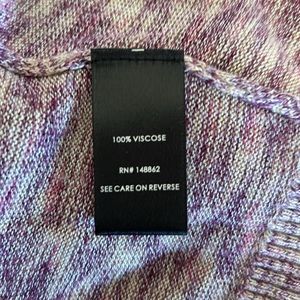 100% VISCOSE
RN# 148862
SEE CARE ON REVERSE